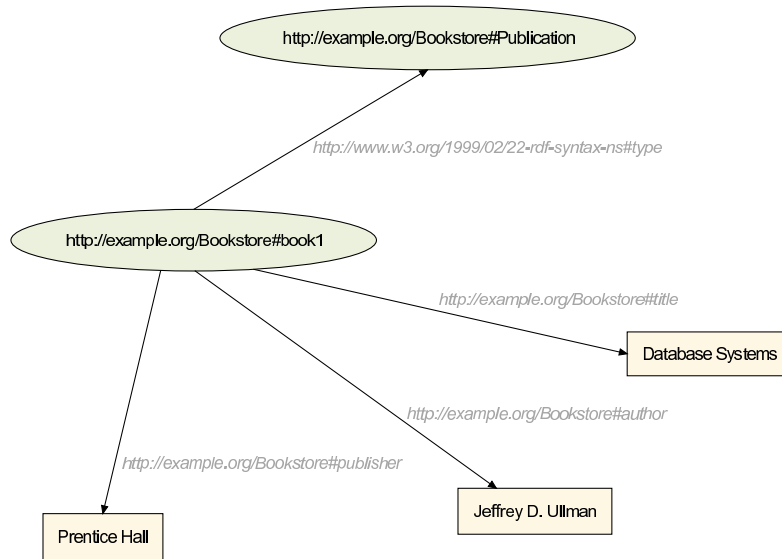 http://example.org/Bookstore#Publication
http://www.w3.org/1999/02/22-rdf-syntax-ns#type
http://example.org/Bookstore#book1
http://example.org/Bookstore#title
Database Systems
http://example.org/Bookstore#author
http://example.org/Bookstore#publisher
Jeffrey D. Ullman
Prentice Hall